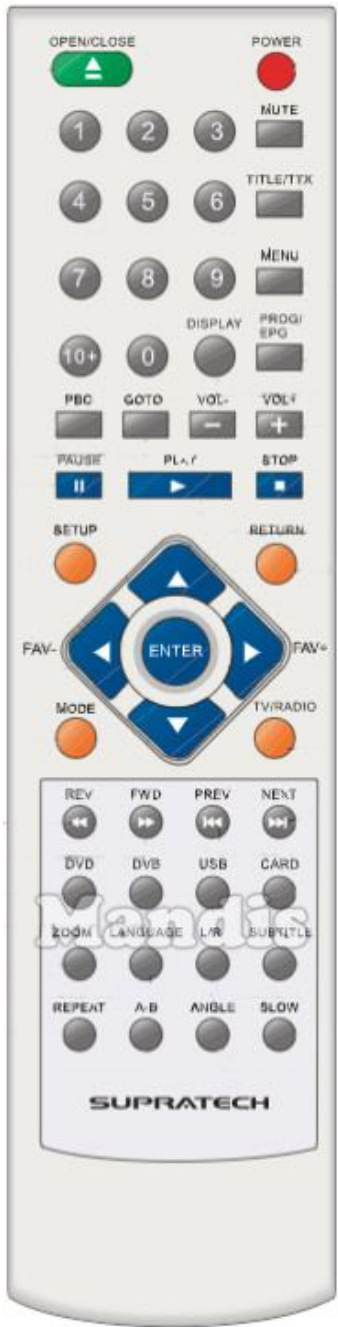 OPEN/CLOSE POWER
MUTE
1 2 3
TITLE/TTX
4 5 6
MENU
7 8 9
DISPLAY PROG/
EPG
10+ 0
PBC GOTO VOL- VOL+
PAUSE PLAY STOP
SETUP RETURN
FAV- ENTER FAV+
MODE TV/RADIO
REV FWD PREV NEXT
DVD DVB USB CARD
Mandis
ZOOM LANGUAGE L/R SUBTITLE
REPEAT A-B ANGLE SLOW
SUPRATECH